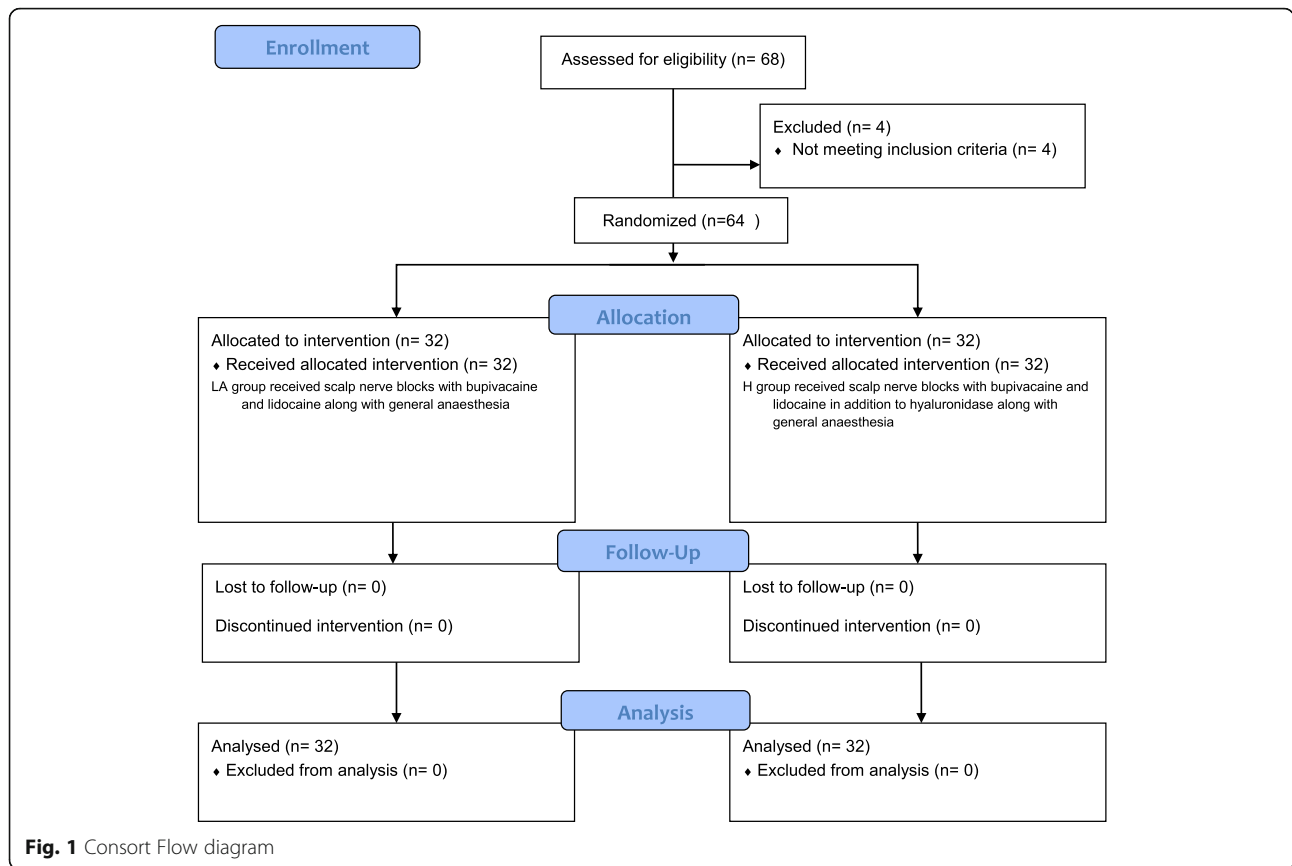 Enrollment
Assessed for eligibility (n= 68)
Excluded (n= 4)
♦ Not meeting inclusion criteria (n= 4)
Randomized (n=64 )
Allocation
Allocated to intervention (n= 32)
♦ Received allocated intervention (n= 32)
LA group received scalp nerve blocks with bupivacaine
and lidocaine along with general anaesthesia
Allocated to intervention (n= 32)
♦ Received allocated intervention (n= 32)
H group received scalp nerve blocks with bupivacaine and
lidocaine in addition to hyaluronidase along with
general anaesthesia
Follow-Up
Lost to follow-up (n= 0)
Discontinued intervention (n= 0)
Lost to follow-up (n= 0)
Discontinued intervention (n= 0)
Analysis
Analysed (n= 32)
♦ Excluded from analysis (n= 0)
Analysed (n= 32)
♦ Excluded from analysis (n= 0)
Fig. 1 Consort Flow diagram